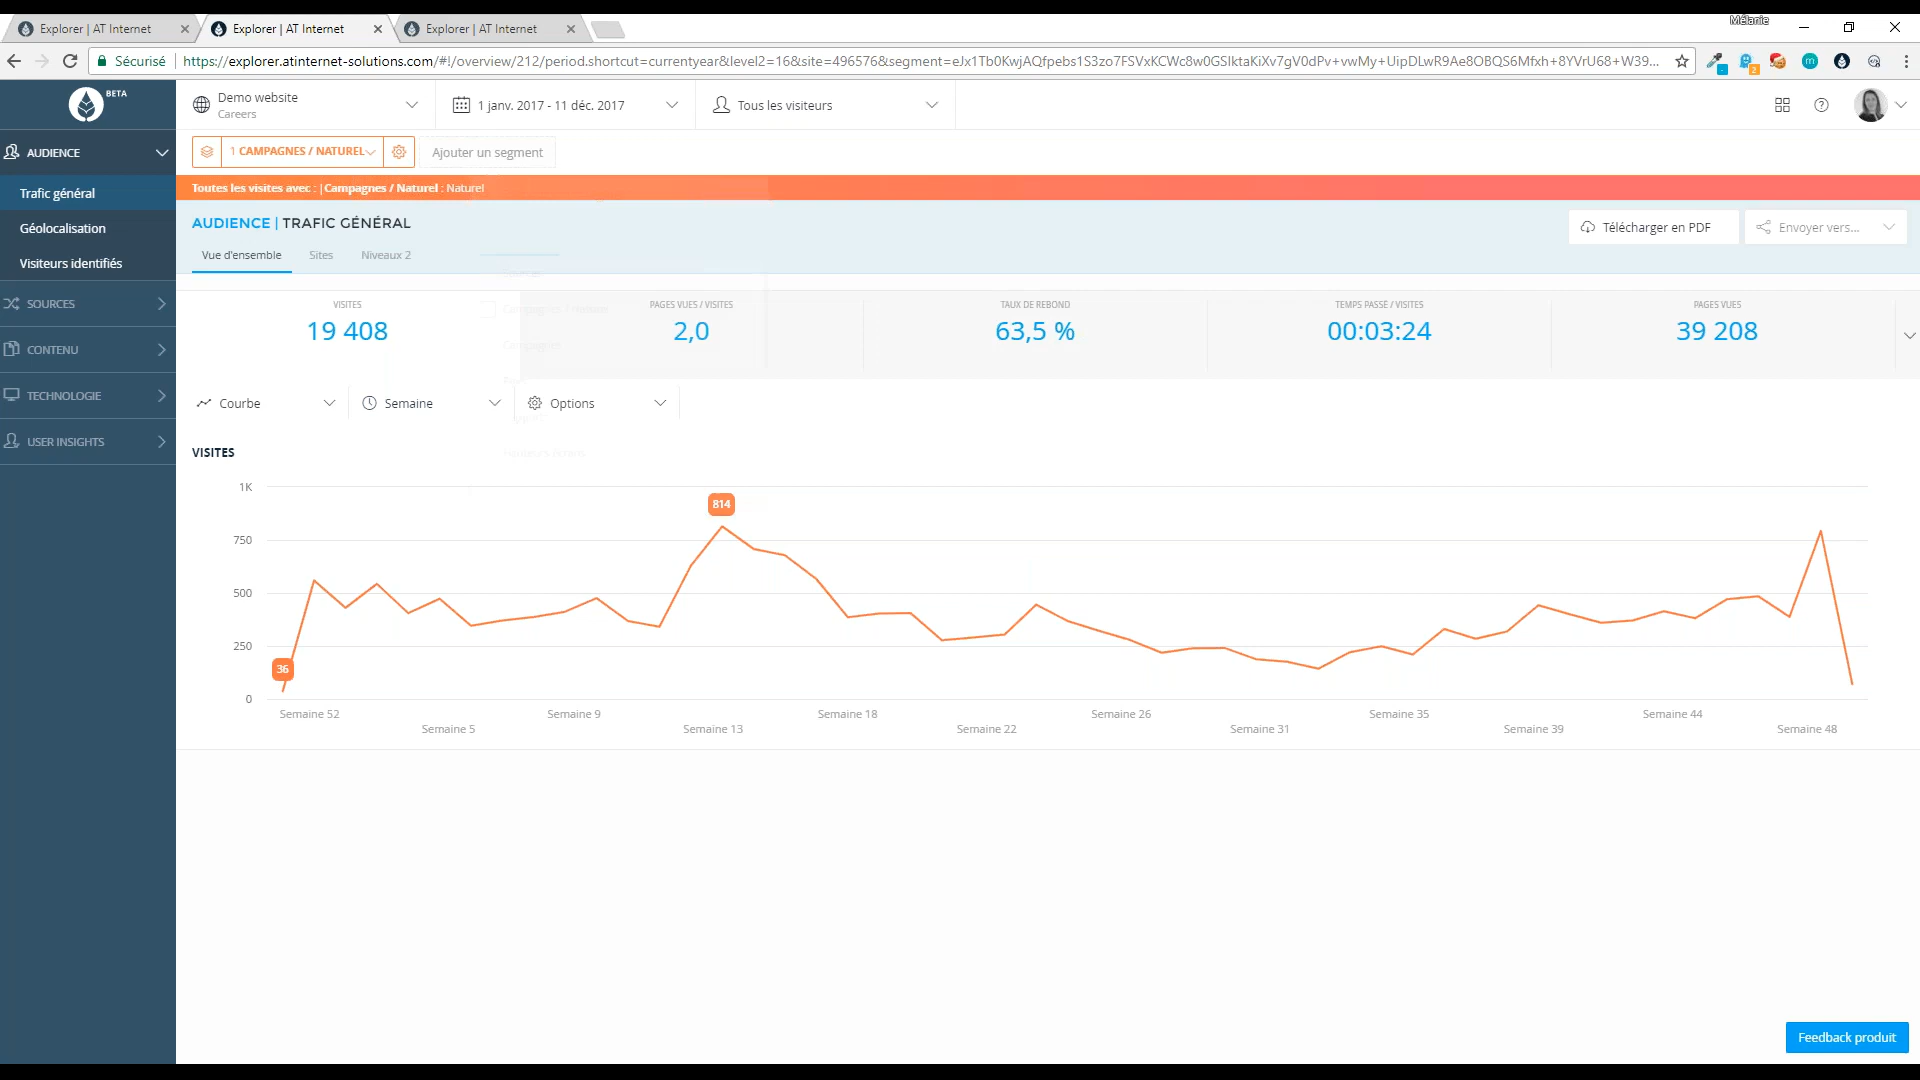 Mélanie
Explorer | AT Internet
Explorer | AT Internet
Explorer | AT Internet
Sécurisé
https://explorer.atinternet-solutions.com/#!/overview/212/period.shortcut=currentyear&level2=16&site=496576&segment=eJx1Tb0KwjAQfpebs1S3zo7FSVxKCWc8w0GSIktaKiXv7gV0dPv+vwMy+UipDLwR9Ae8OBQS6Mfxh+8YVrU68+W39...
2
m
BETA
Demo website
Careers
1 janv. 2017 - 11 déc. 2017
Tous les visiteurs
AUDIENCE
Trafic général
Géolocalisation
Visiteurs identifiés
SOURCES
CONTENU
TECHNOLOGIE
USER INSIGHTS
1 CAMPAGNES / NATUREL
Ajouter un segment
Toutes les visites avec : |Campagnes / Naturel : Naturel
AUDIENCE | TRAFIC GÉNÉRAL
Télécharger en PDF
Envoyer vers...
Vue d'ensemble
Sites
Niveaux 2
VISITES
19 408
PAGES VUES / VISITES
2,0
TAUX DE REBOND
63,5 %
TEMPS PASSÉ / VISITES
00:03:24
PAGES VUES
39 208
Courbe
Semaine
Options
VISITES
1K
750
500
250
0
814
36
Semaine 52
Semaine 5
Semaine 9
Semaine 13
Semaine 18
Semaine 22
Semaine 26
Semaine 31
Semaine 35
Semaine 39
Semaine 44
Semaine 48
Feedback produit